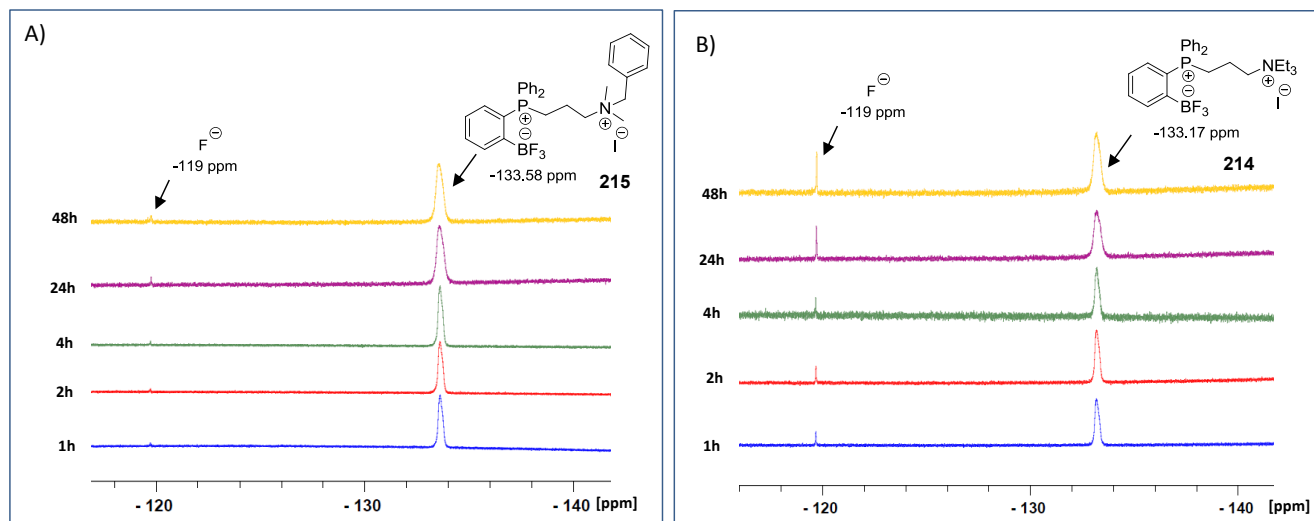 A)
Ph2
P
+
N
+
−
BF3
I
−
F
−
-119 ppm
-133.58 ppm
215
48h
24h
4h
2h
1h
- 120
- 130
- 140
[ppm]
B)
Ph2
P
+
NEt3
+
−
BF3
I
−
F
−
-119 ppm
-133.17 ppm
214
48h
24h
4h
2h
1h
- 120
- 130
- 140
[ppm]